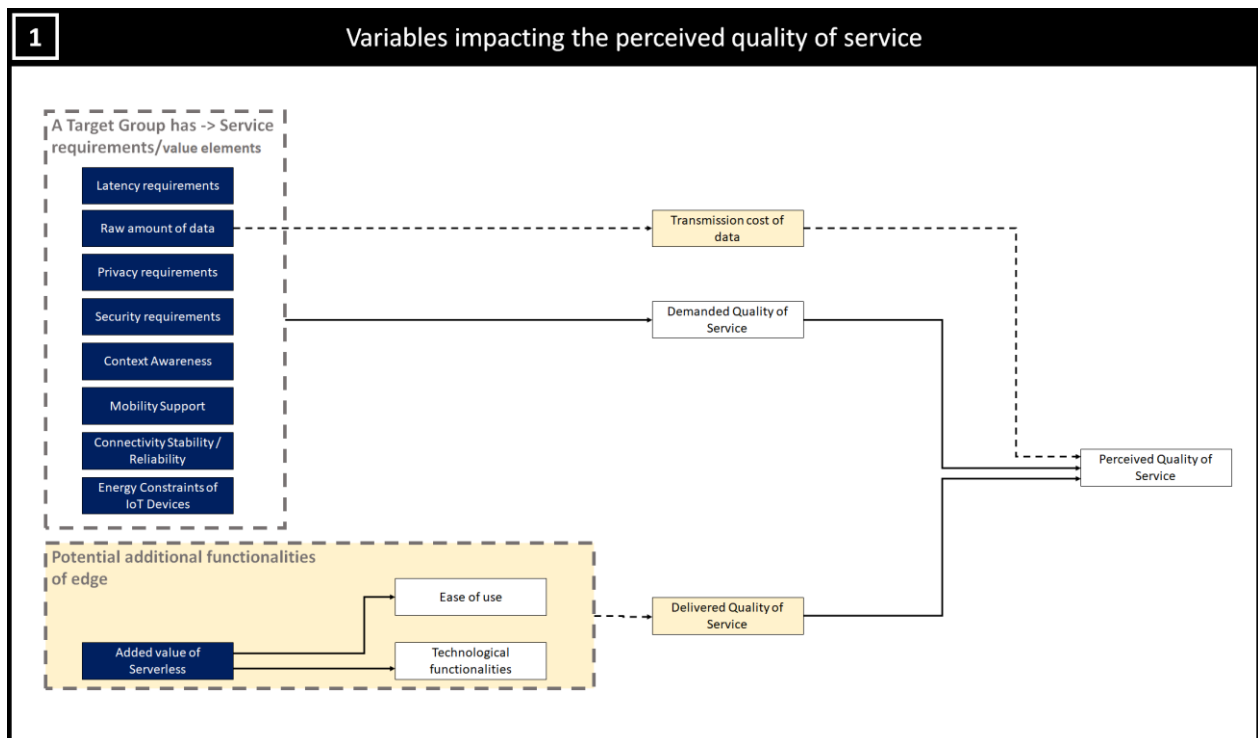 1
Variables impacting the perceived quality of service
A Target Group has -> Service
requirements/value elements
Latency requirements
Raw amount of data
Privacy requirements
Security requirements
Context Awareness
Mobility Support
Connectivity Stability /
Reliability
Energy Constraints of
IoT Devices
Transmission cost of
data
Demanded Quality of
Service
Perceived Quality of
Service
Potential additional functionalities
of edge
Ease of use
Added value of
Serverless
Technological
functionalities
Delivered Quality of
Service